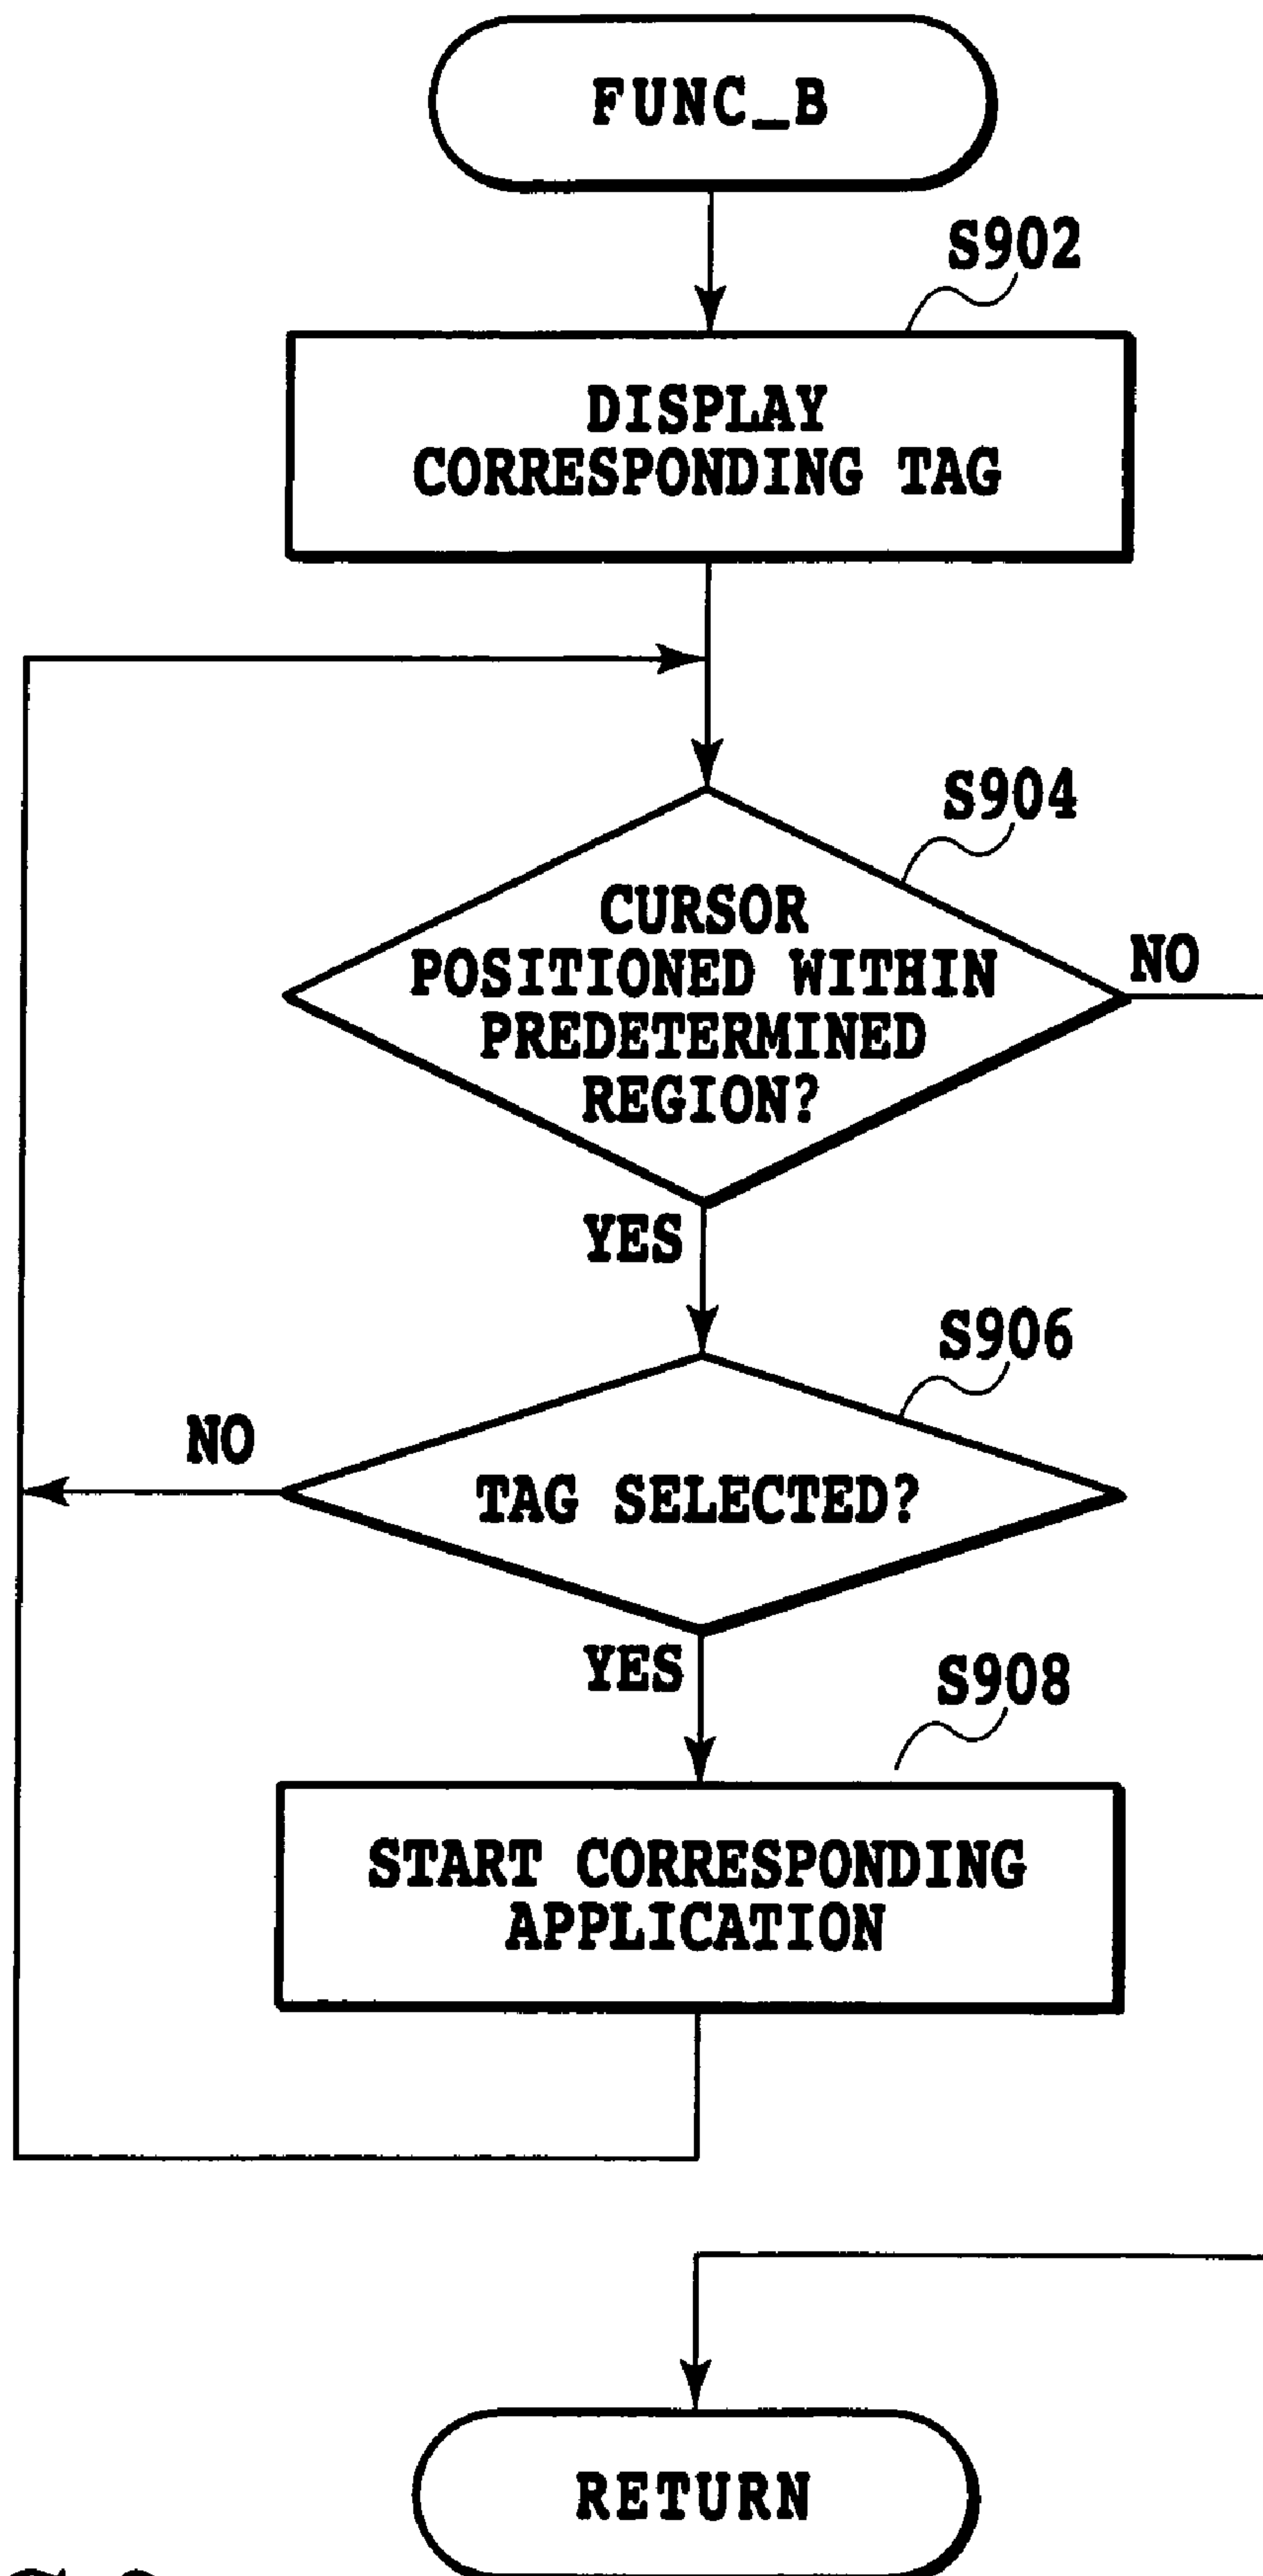 FUNC_B
S902
DISPLAY
CORRESPONDING TAG
S904
CURSOR
POSITIONED WITHIN
PREDETERMINED
REGION?
NO
YES
S906
NO
TAG SELECTED?
YES
S908
START CORRESPONDING
APPLICATION
RETURN